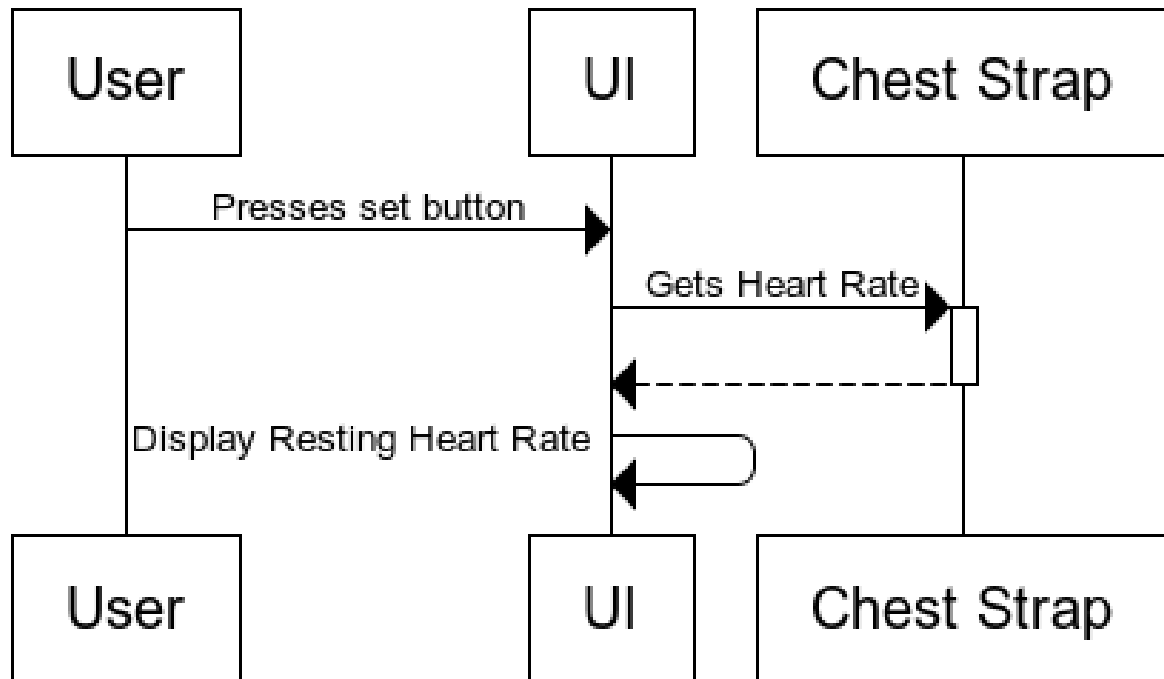 User
UI
Chest Strap
Presses set button
Gets Heart Rate
Display Resting Heart Rate
User
UI
Chest Strap